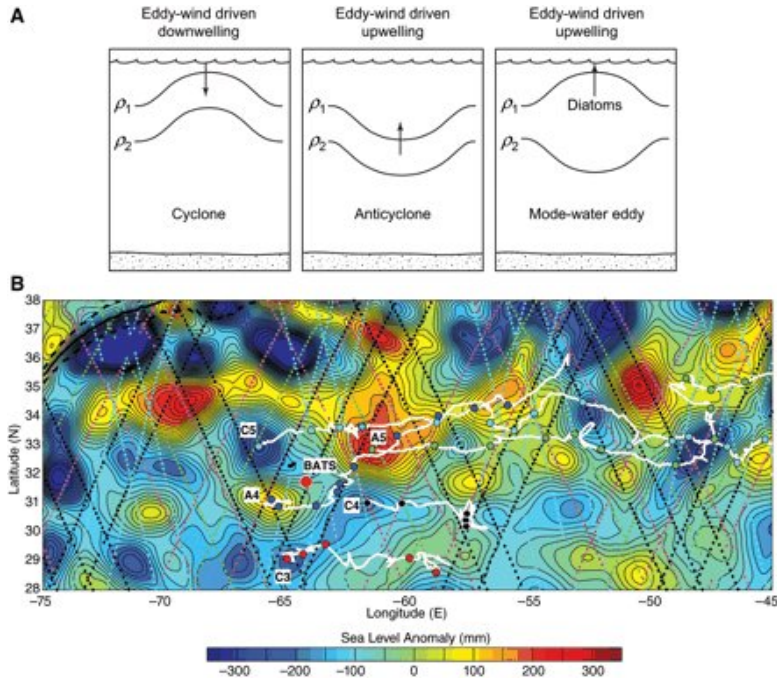 A
Eddy-wind driven
downwelling
Eddy-wind driven
upwelling
Eddy-wind driven
upwelling
ρ1
ρ2
Cyclone
ρ1
ρ2
Anticyclone
ρ1
Diatoms
ρ2
Mode-water eddy
B
38
37
36
35
34
33
32
31
30
29
28
Latitude (N)
C5
A5
BATS
A4
C4
C3
−75 −70 −65 −60 −55 −50 −45
Longitude (E)
Sea Level Anomaly (mm)
−300 −200 −100 0 100 200 300